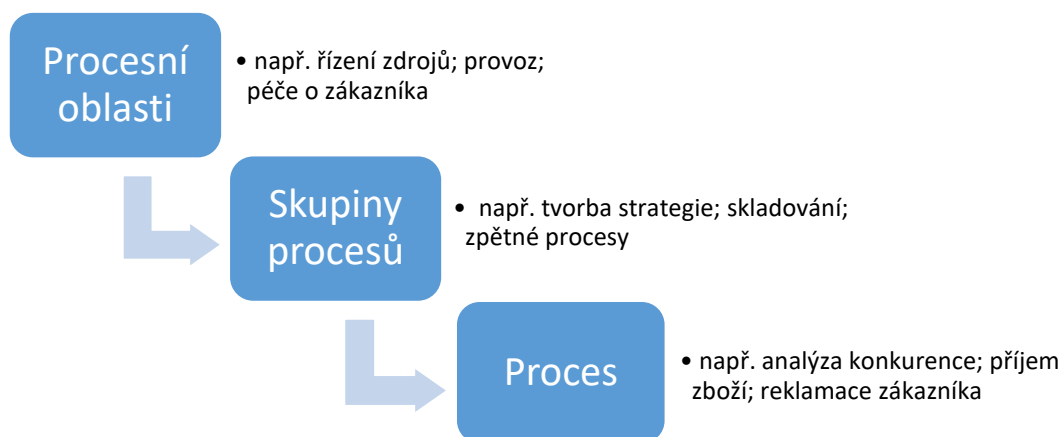 Procesní
oblasti
• např. řízení zdrojů; provoz;
péče o zákazníka
Skupiny
procesů
• např. tvorba strategie; skladování;
zpětné procesy
Proces
• např. analýza konkurence; příjem
zboží; reklamace zákazníka